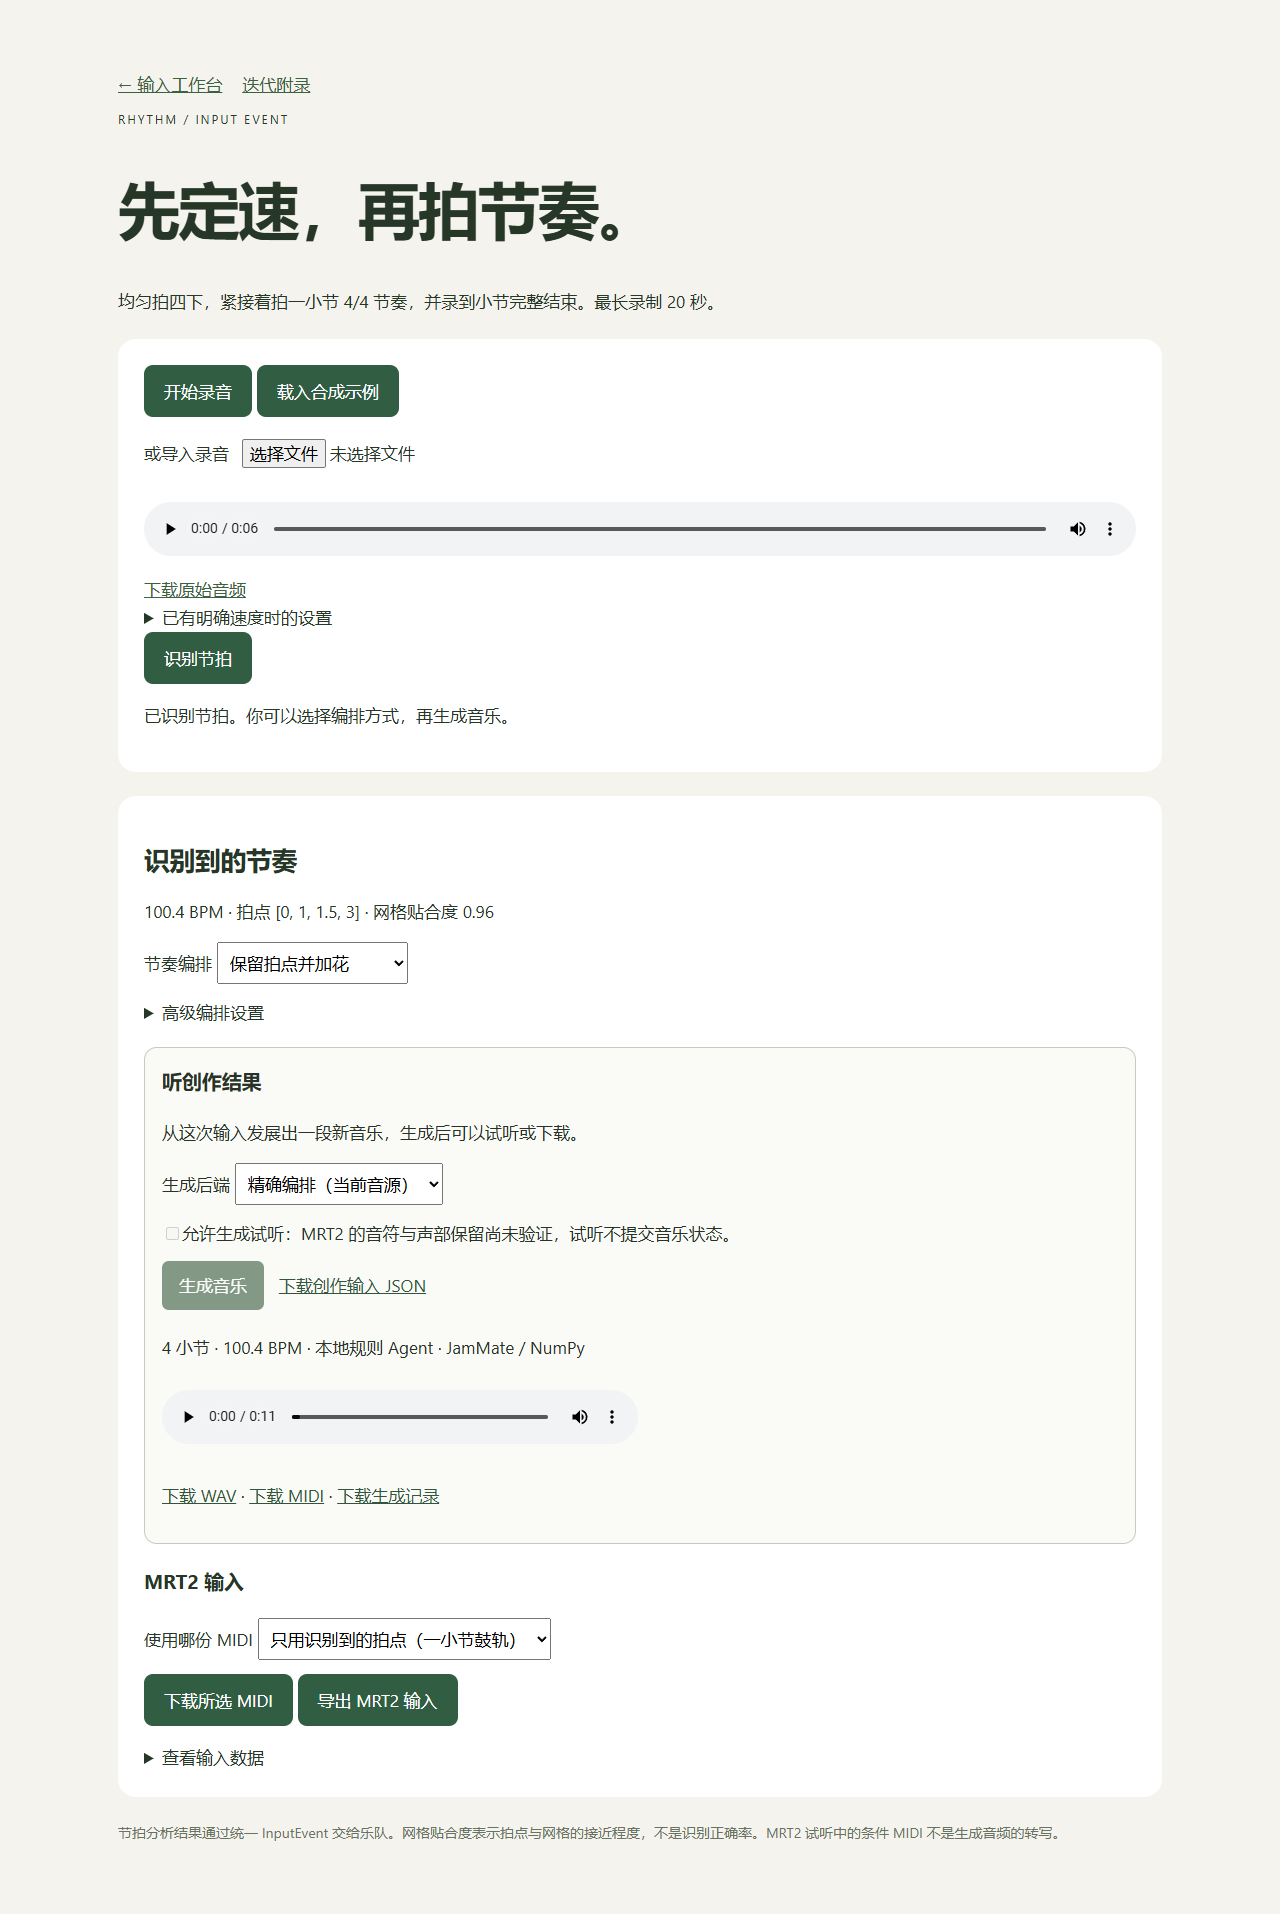 ← 输入工作台 迭代附录
RHYTHM / INPUT EVENT
先定速，再拍节奏。
均匀拍四下，紧接着拍一小节 4/4 节奏，并录到小节完整结束。最长录制 20 秒。
开始录音 载入合成示例
或导入录音 选择文件 未选择文件
0:00 / 0:06
下载原始音频
已有明确速度时的设置
识别节拍
已识别节拍。你可以选择编排方式，再生成音乐。
识别到的节奏
100.4 BPM · 拍点 [0, 1, 1.5, 3] · 网格贴合度 0.96
节奏编排 保留拍点并加花
高级编排设置
听创作结果
从这次输入发展出一段新音乐，生成后可以试听或下载。
生成后端 精确编排（当前音源）
允许生成试听：MRT2 的音符与声部保留尚未验证，试听不提交音乐状态。
生成音乐 下载创作输入 JSON
4 小节 · 100.4 BPM · 本地规则 Agent · JamMate / NumPy
0:00 / 0:11
下载 WAV · 下载 MIDI · 下载生成记录
MRT2 输入
使用哪份 MIDI 只用识别到的拍点（一小节鼓轨）
下载所选 MIDI 导出 MRT2 输入
查看输入数据
节拍分析结果通过统一 InputEvent 交给乐队。网格贴合度表示拍点与网格的接近程度，不是识别正确率。MRT2 试听中的条件 MIDI 不是生成音频的转写。